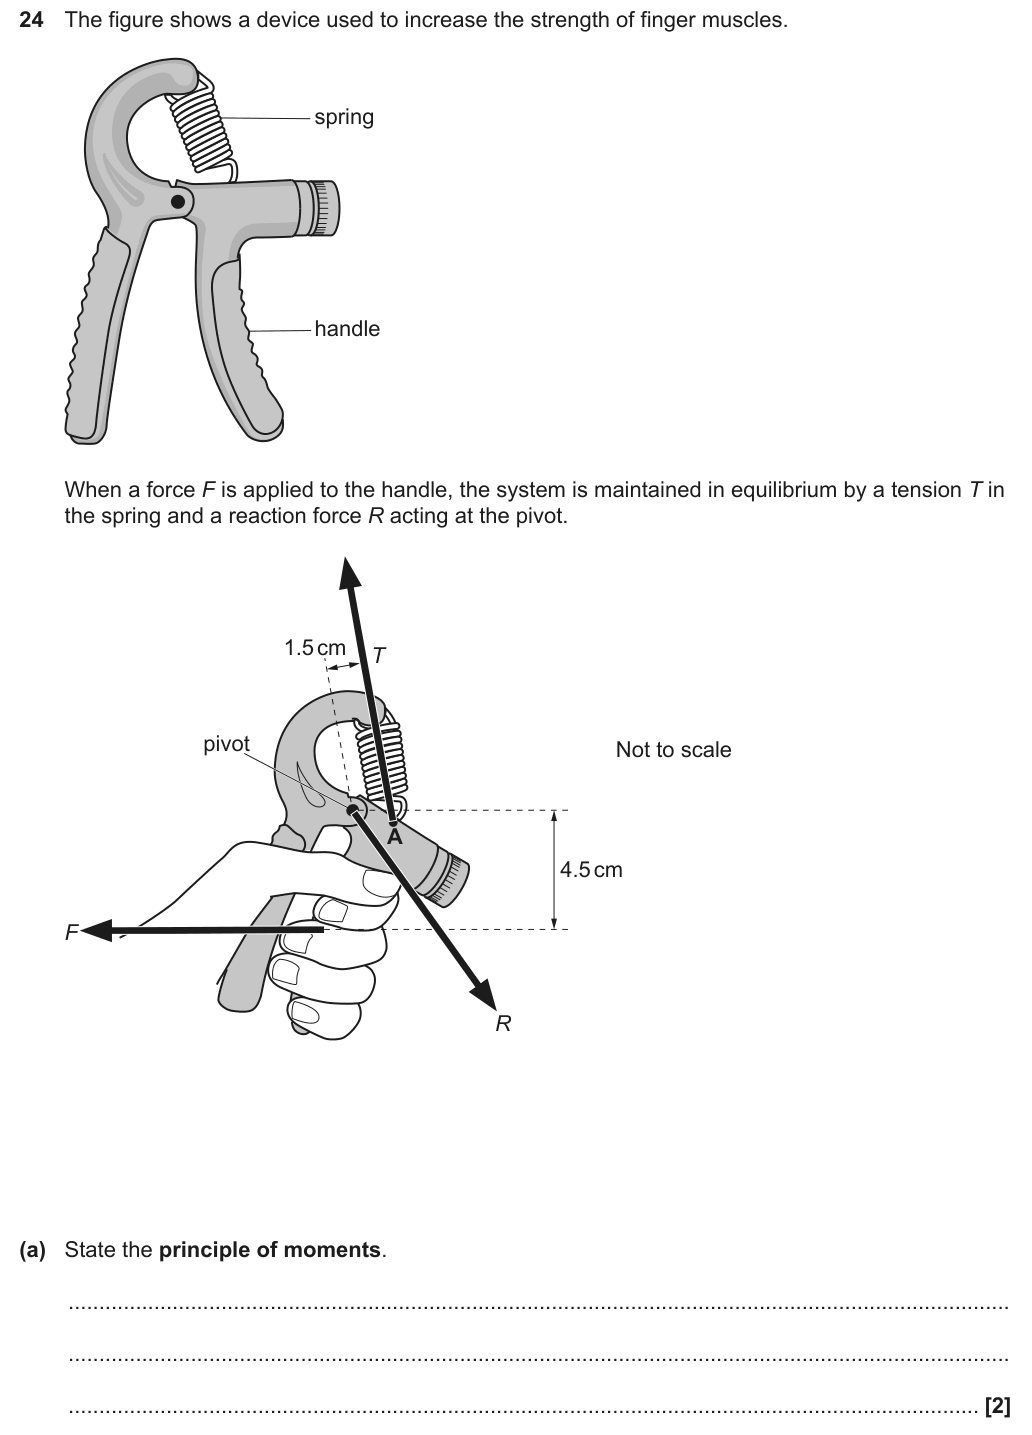 24 The figure shows a device used to increase the strength of finger muscles.
spring
handle
When a force F is applied to the handle, the system is maintained in equilibrium by a tension T in
the spring and a reaction force R acting at the pivot.
1.5 cm
T
pivot
Not to scale
A
4.5 cm
F
R
(a) State the principle of moments.
..........................................................................................................................................................
..........................................................................................................................................................
..................................................................................................................................................... [2]